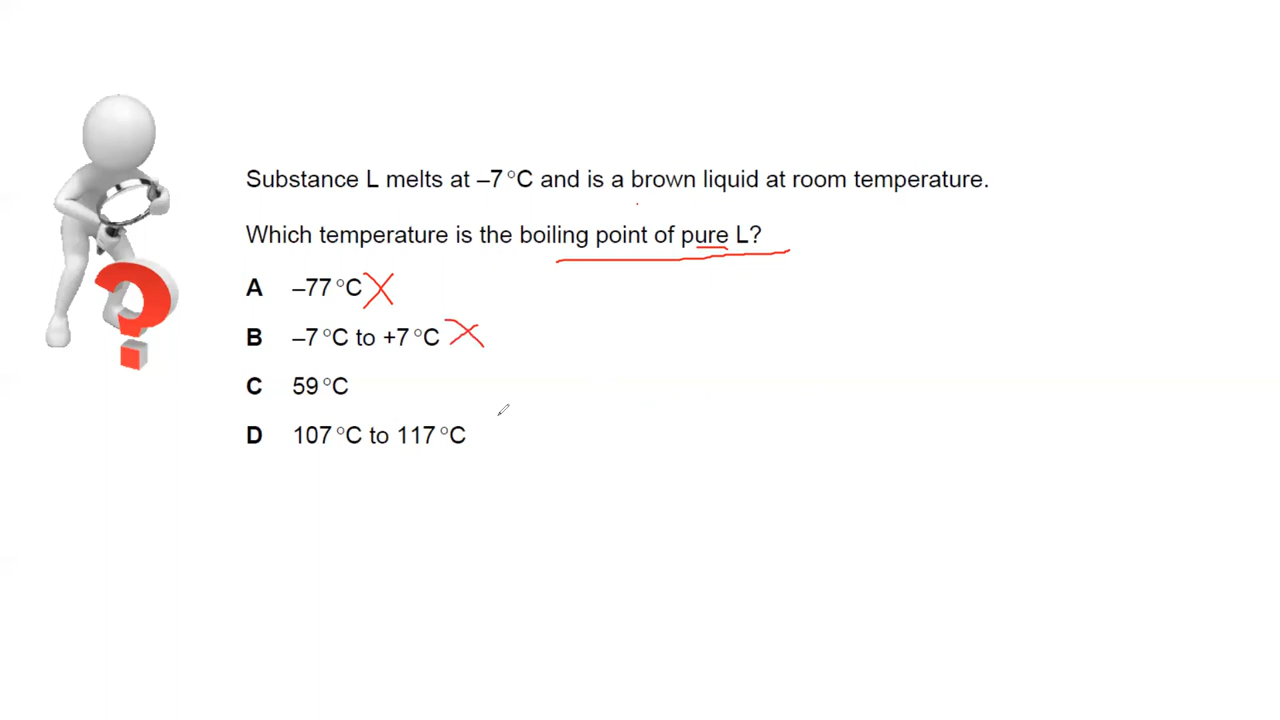 Substance L melts at –7 °C and is a brown liquid at room temperature.
Which temperature is the boiling point of pure L?
A –77 °C
B –7 °C to +7 °C
C 59 °C
D 107 °C to 117 °C